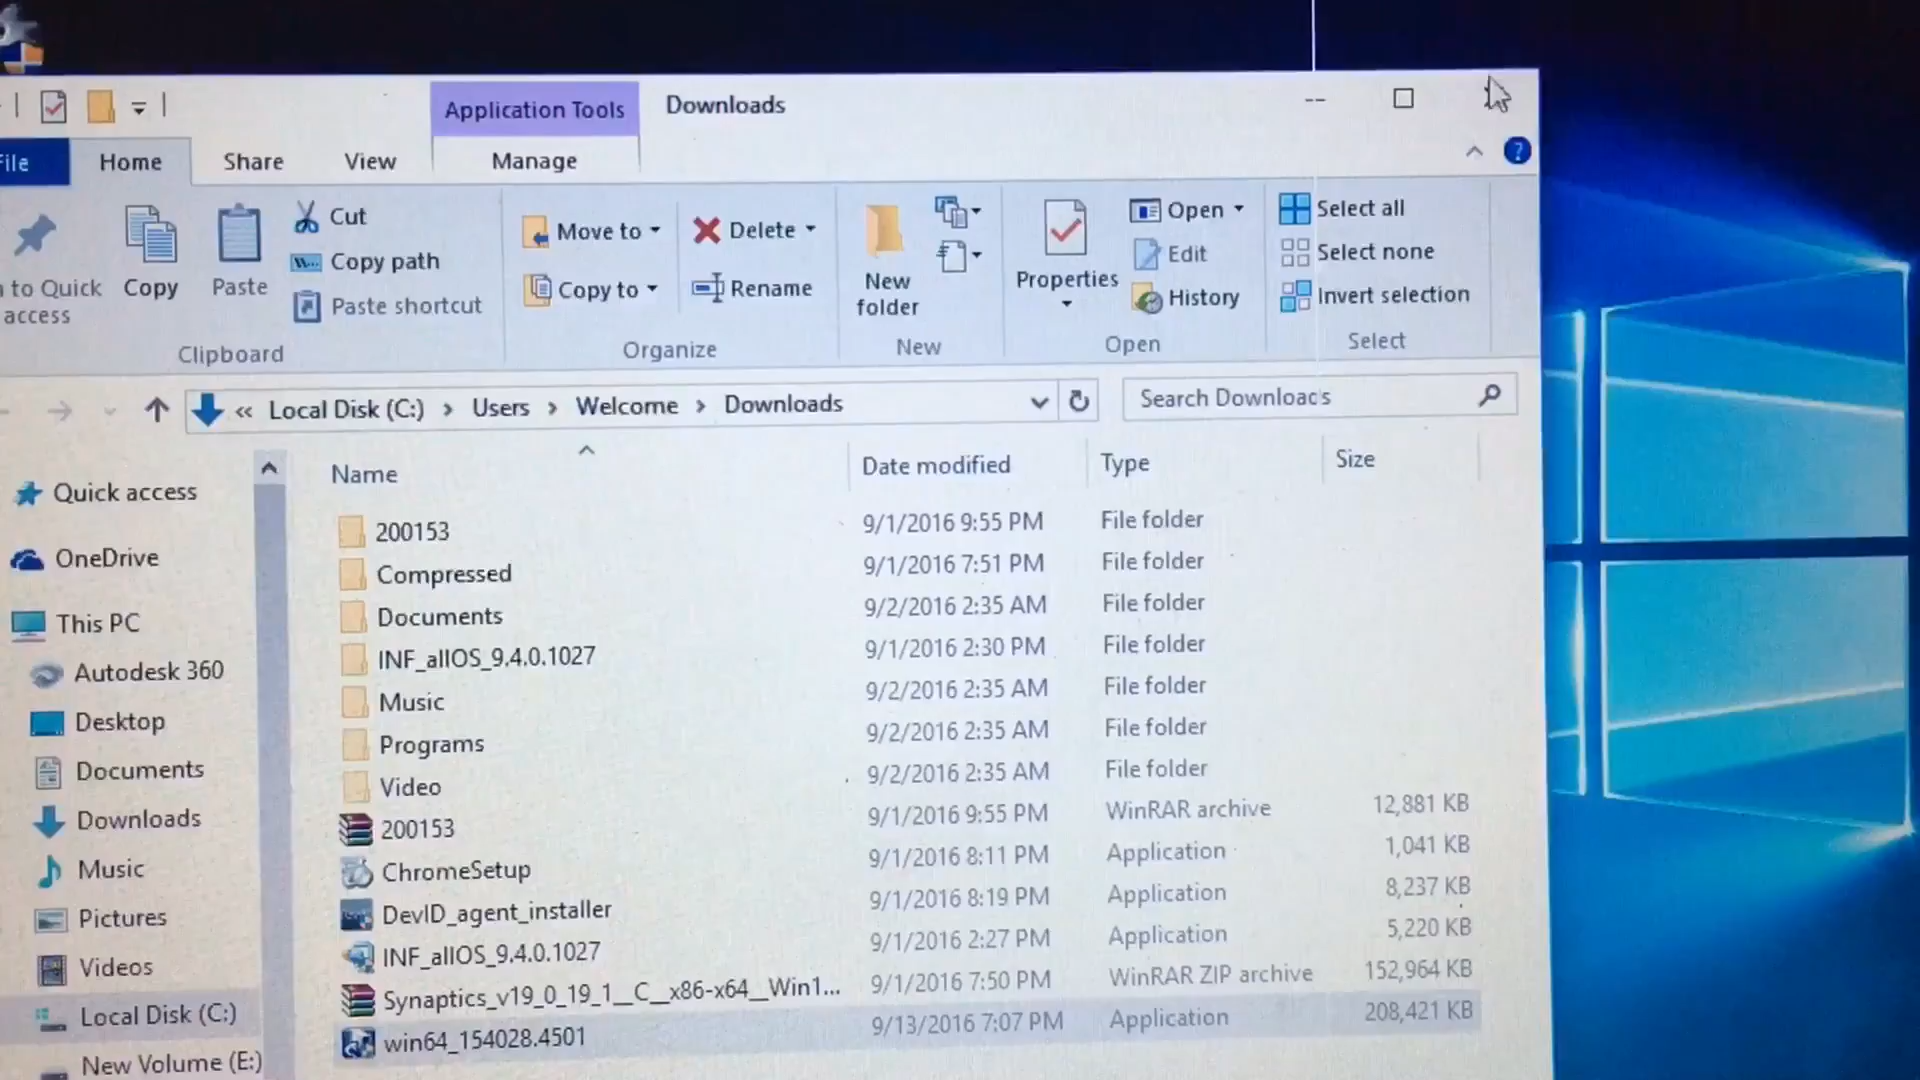 Application Tools Downloads
File Home Share View Manage
to Quick access
Copy
Paste
Cut
Copy path
Paste shortcut
Clipboard
Move to
Copy to
Delete
Rename
Organize
New folder
New
Properties
Open
Edit
History
Open
Select all
Select none
Invert selection
Select
« Local Disk (C:) > Users > Welcome > Downloads
Search Downloads
Name Date modified Type Size
200153 9/1/2016 9:55 PM File folder
Compressed 9/1/2016 7:51 PM File folder
Documents 9/2/2016 2:35 AM File folder
INF_allOS_9.4.0.1027 9/1/2016 2:30 PM File folder
Music 9/2/2016 2:35 AM File folder
Programs 9/2/2016 2:35 AM File folder
Video 9/2/2016 2:35 AM File folder
200153 9/1/2016 9:55 PM WinRAR archive 12,881 KB
ChromeSetup 9/1/2016 8:11 PM Application 1,041 KB
DevID_agent_installer 9/1/2016 8:19 PM Application 8,237 KB
INF_allOS_9.4.0.1027 9/1/2016 2:27 PM Application 5,220 KB
Synaptics_v19_0_19_1__C__x86-x64__Win1... 9/1/2016 7:50 PM WinRAR ZIP archive 152,964 KB
win64_154028.4501 9/13/2016 7:07 PM Application 208,421 KB
Quick access
OneDrive
This PC
Autodesk 360
Desktop
Documents
Downloads
Music
Pictures
Videos
Local Disk (C:)
New Volume (E:)